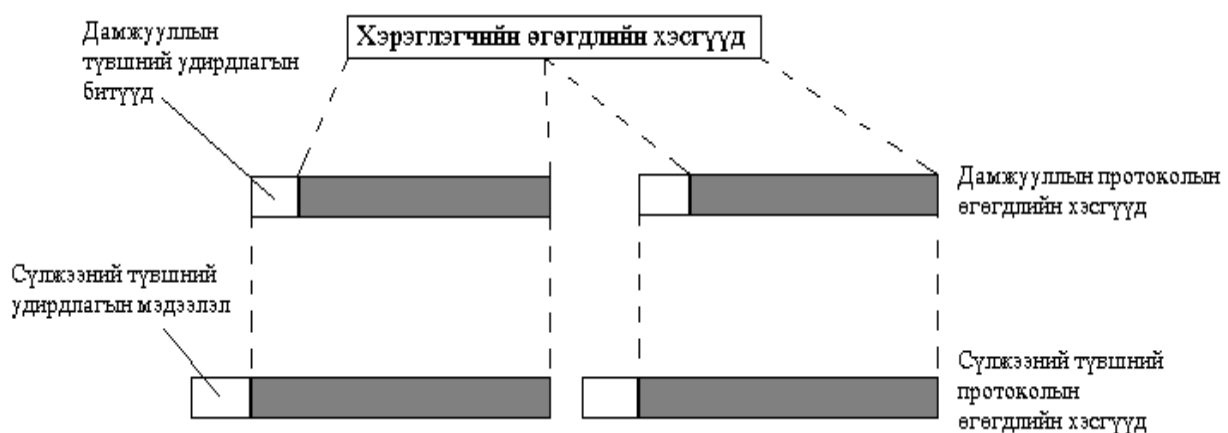 Дамжууллын
түвшний удирдлагын
битүүд
Хэрэглэгчийн өгөгдлийн хэсгүүд
Дамжууллын протоколын
өгөгдлийн хэсгүүд
Сүлжээний түвшний
удирдлагын мэдээлэл
Сүлжээний түвшний
протоколын
өгөгдлийн хэсгүүд